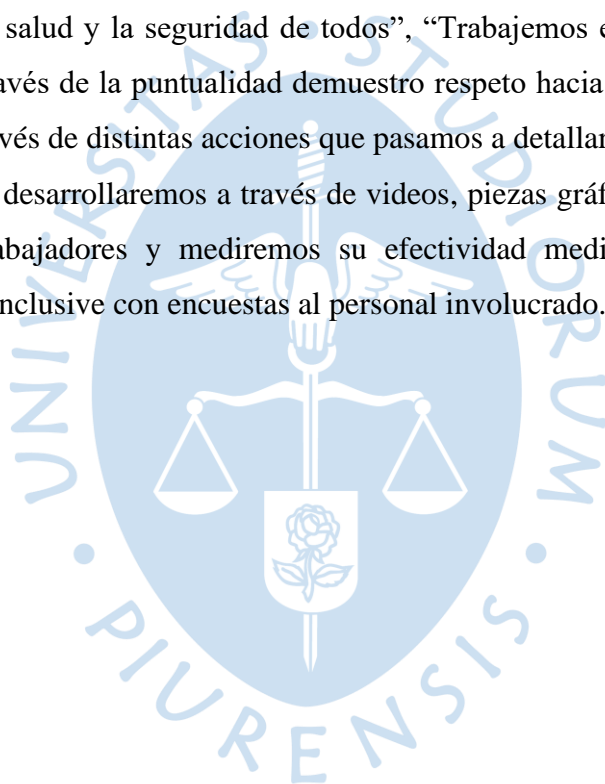 salud y la seguridad de todos”, “Trabajemos e
avés de la puntualidad demuestro respeto hacia
vés de distintas acciones que pasamos a detallar
desarrollaremos a través de videos, piezas gráf
abajadores y mediremos su efectividad medi
nclusive con encuestas al personal involucrado.
UNIVERSITAS • STUDIORUM • PIURENSIS •